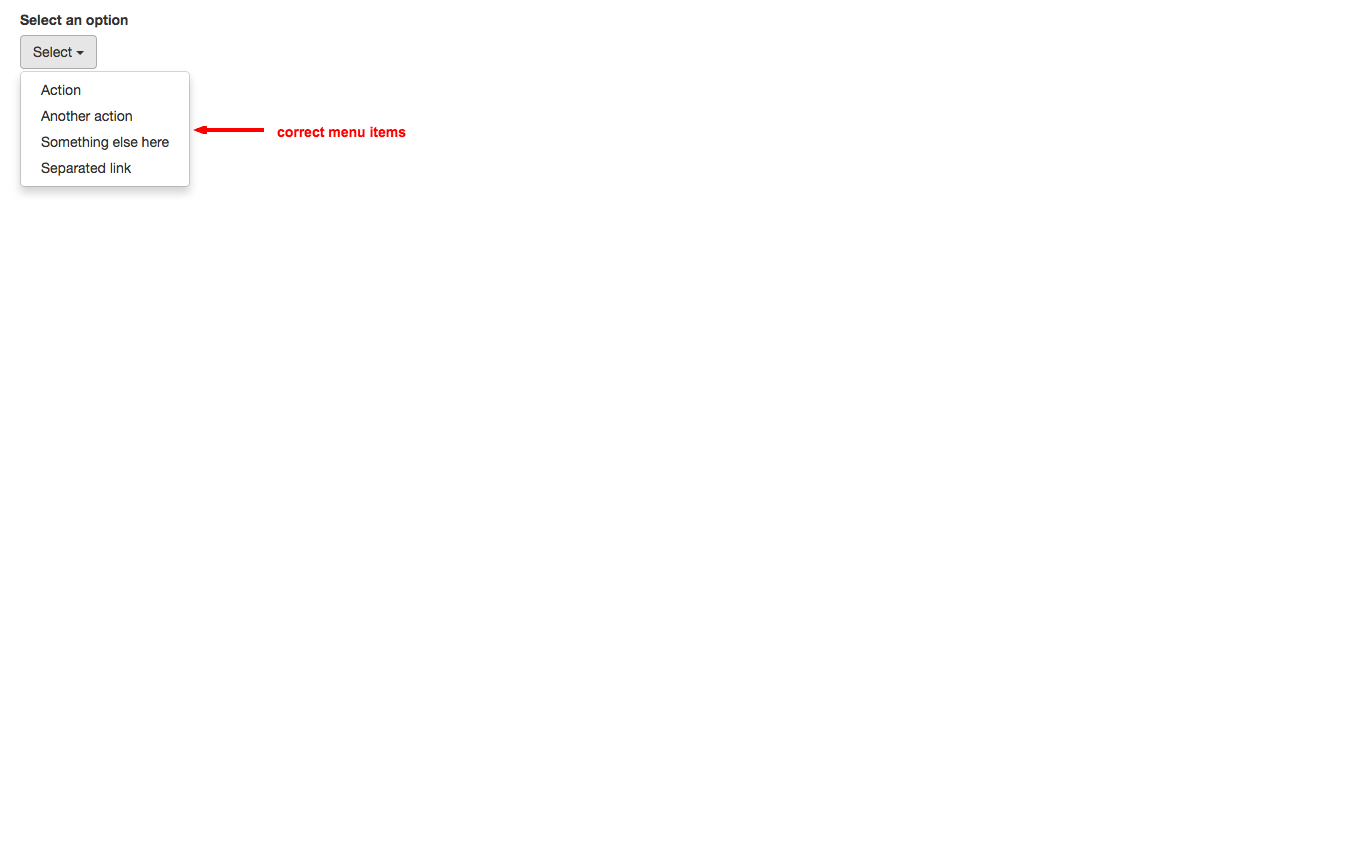 Select an option
Select
Action
Another action
correct menu items
Something else here
Separated link